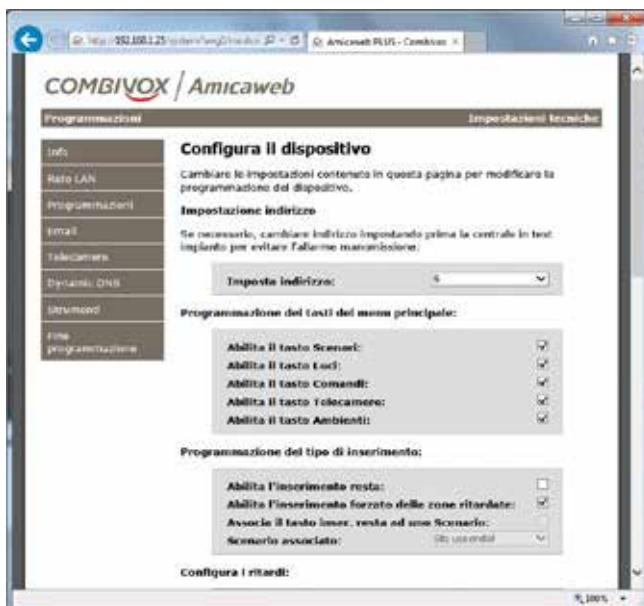 Amicaweb PLUS - Combivox
COMBIVOX / Amicaweb
Programmazioni
Impostazioni tecniche
Info
Rete LAN
Programmazioni
Email
Telecamere
Dynamic DNS
Strumenti
Fine
programmazione
Configura il dispositivo
Cambiare le impostazioni contenute in questa pagina per modificare la
programmazione del dispositivo.
Impostazione indirizzo
Se necessario, cambiare indirizzo impostando prima la centrale in test
impianto per evitare l'allarme manomissione.
Imposta indirizzo:
Programmazione dei tasti del menu principale:
Abilita il tasto Scenari:
Abilita il tasto Luci:
Abilita il tasto Comandi:
Abilita il tasto Telecamere:
Abilita il tasto Ambienti:
Programmazione del tipo di inserimento:
Abilita l'inserimento resta:
Abilita l'inserimento forzato delle zone ritardate:
Associa il tasto inser. resta ad uno Scenario:
Scenario associato:
Configura i ritardi:
100%